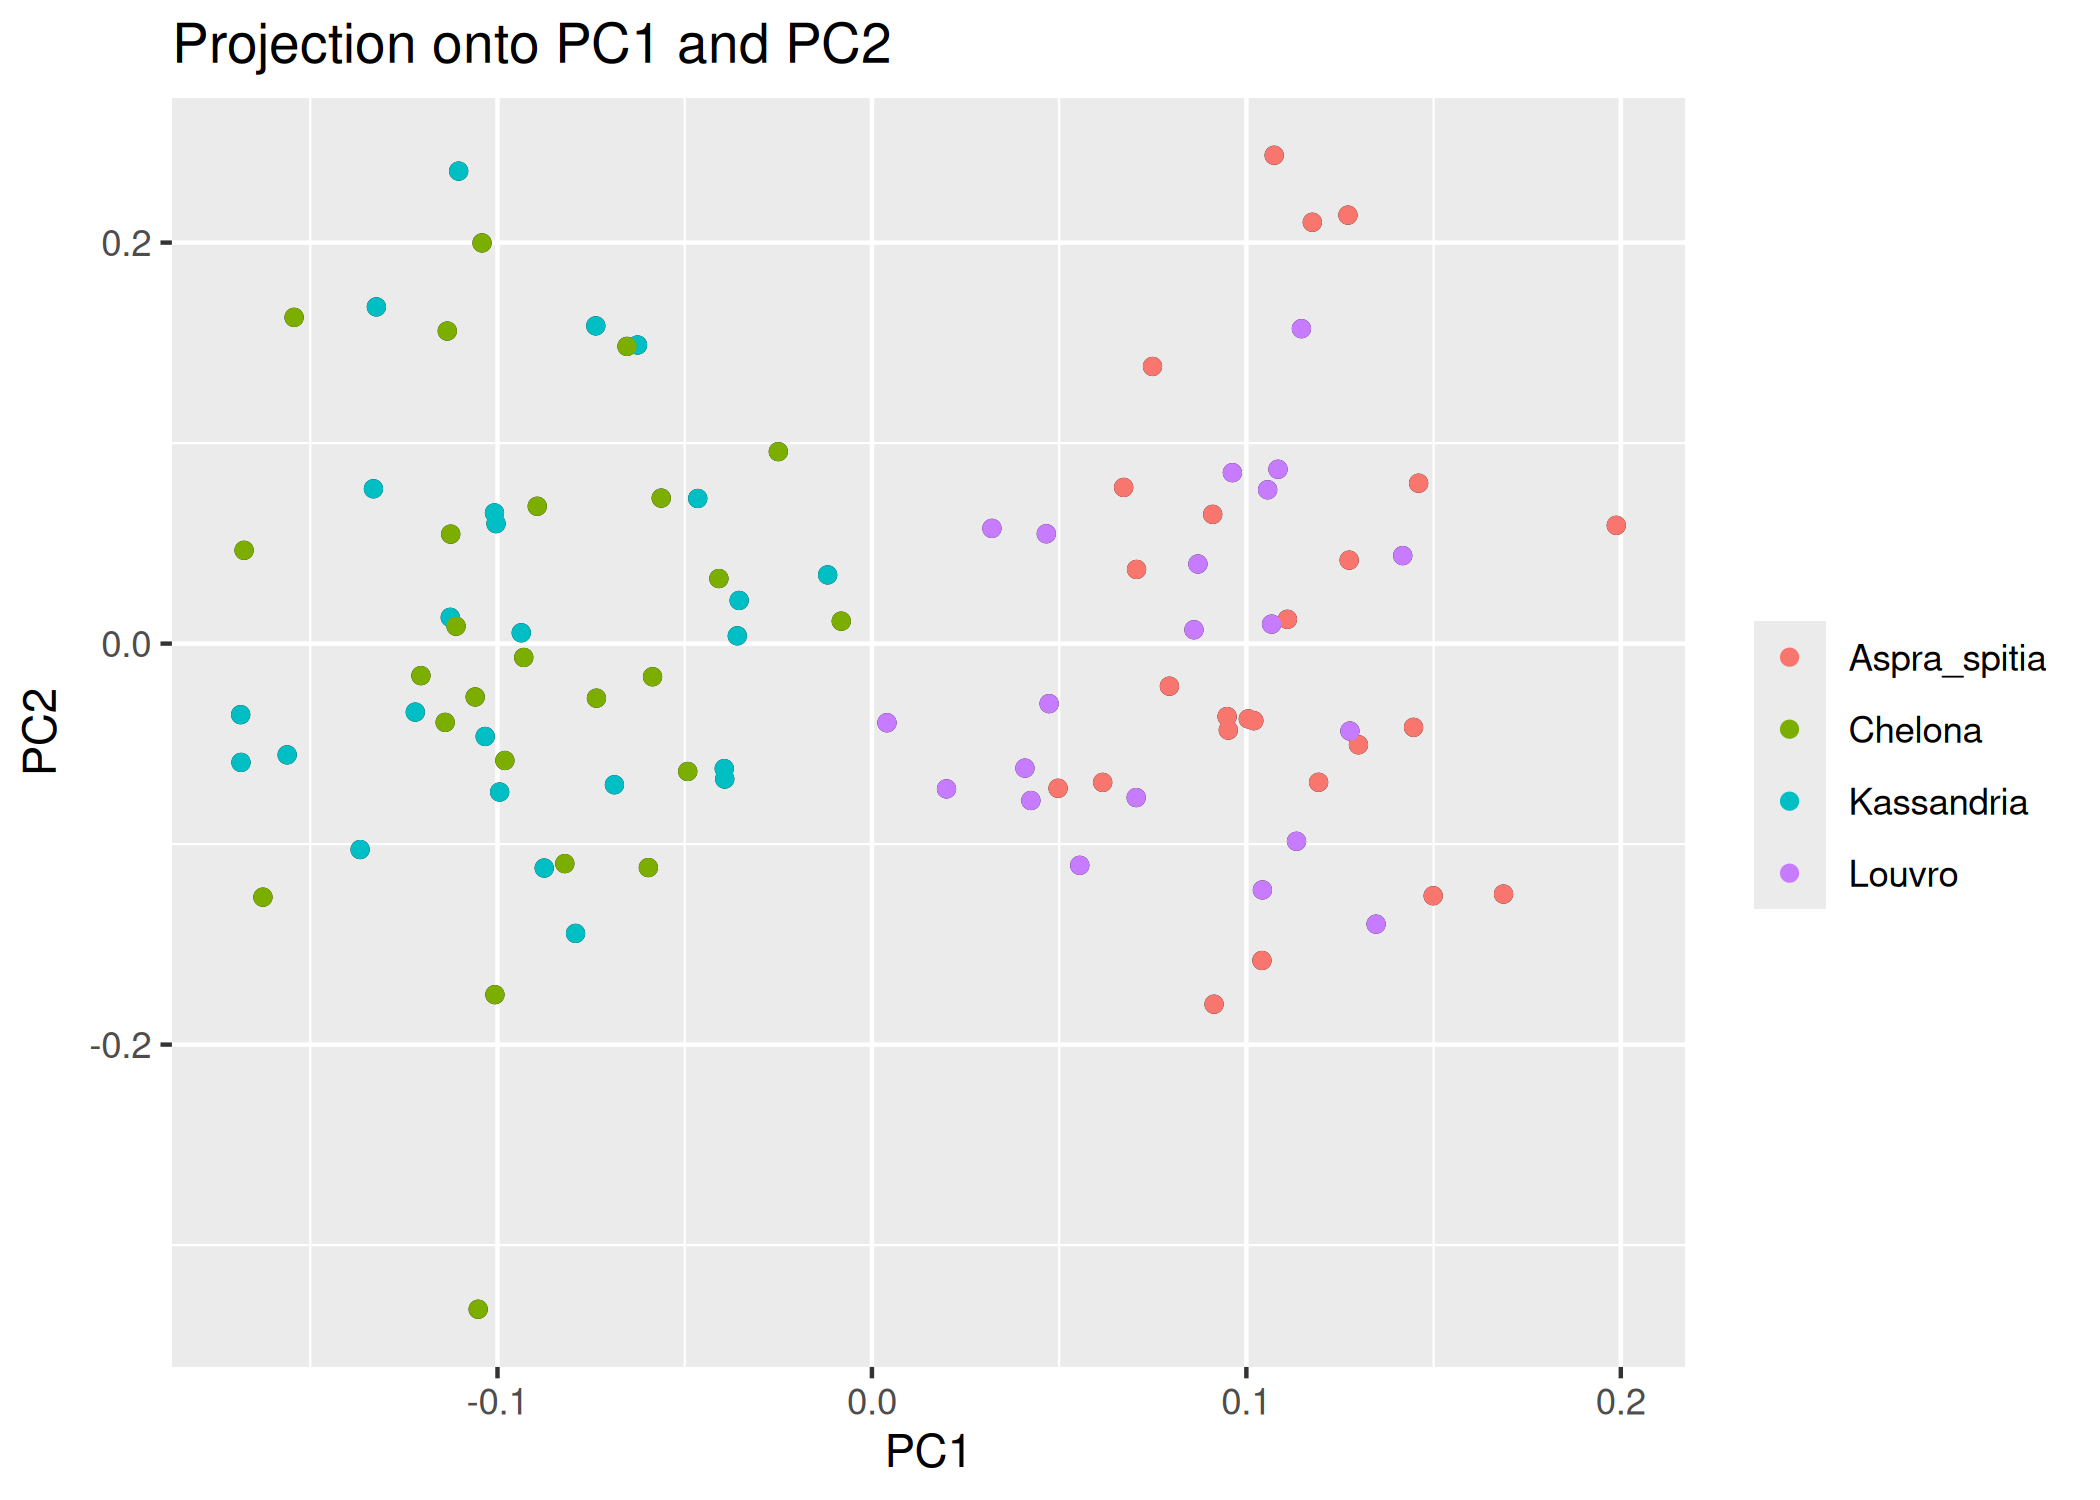 Projection onto PC1 and PC2
0.2
0.0
-0.2
PC2
-0.1
0.0
0.1
0.2
PC1
Aspra_spitia
Chelona
Kassandria
Louvro